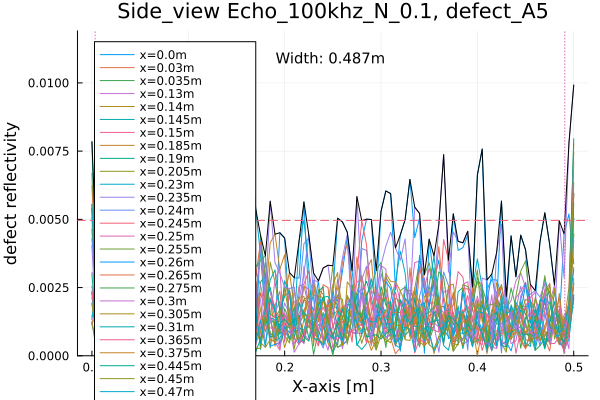 Side_view Echo_100khz_N_0.1, defect_A5
Width: 0.487m
x=0.0m
x=0.03m
x=0.035m
x=0.13m
x=0.14m
x=0.145m
x=0.15m
x=0.185m
x=0.19m
x=0.205m
x=0.23m
x=0.235m
x=0.24m
x=0.245m
x=0.25m
x=0.255m
x=0.26m
x=0.265m
x=0.275m
x=0.3m
x=0.305m
x=0.31m
x=0.365m
x=0.375m
x=0.445m
x=0.45m
x=0.47m
defect reflectivity
0.0100
0.0075
0.0050
0.0025
0.0000
0. 0.2 0.3 0.4 0.5
X-axis [m]